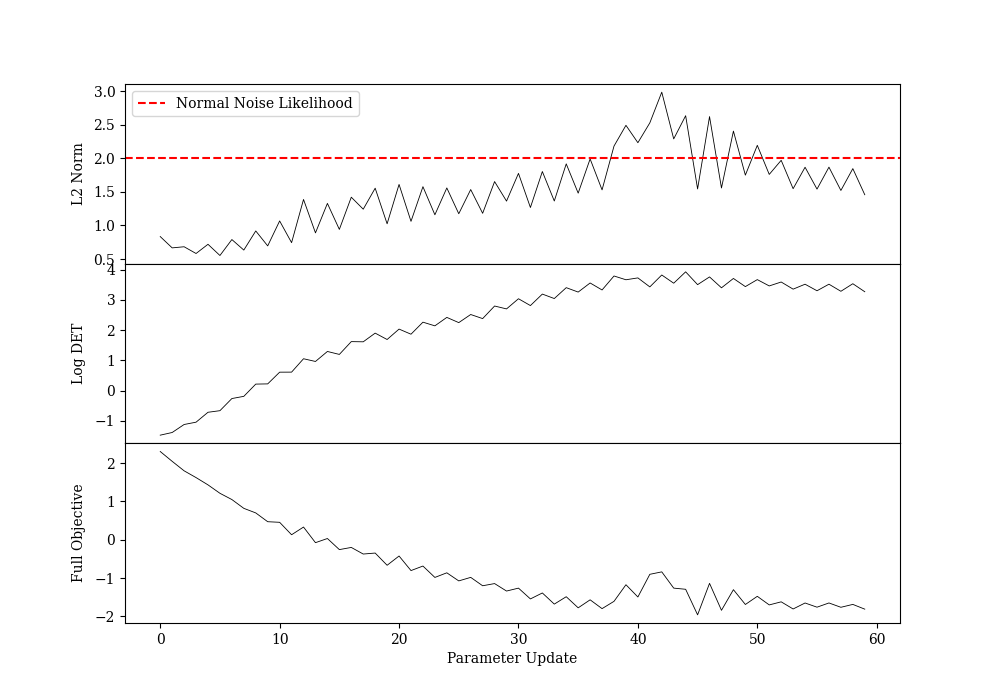 3.0
Normal Noise Likelihood
2.5
2.0
1.5
1.0
0.5
L2 Norm
4
3
2
1
0
−1
Log DET
2
1
0
−1
−2
Full Objective
0 10 20 30 40 50 60
Parameter Update